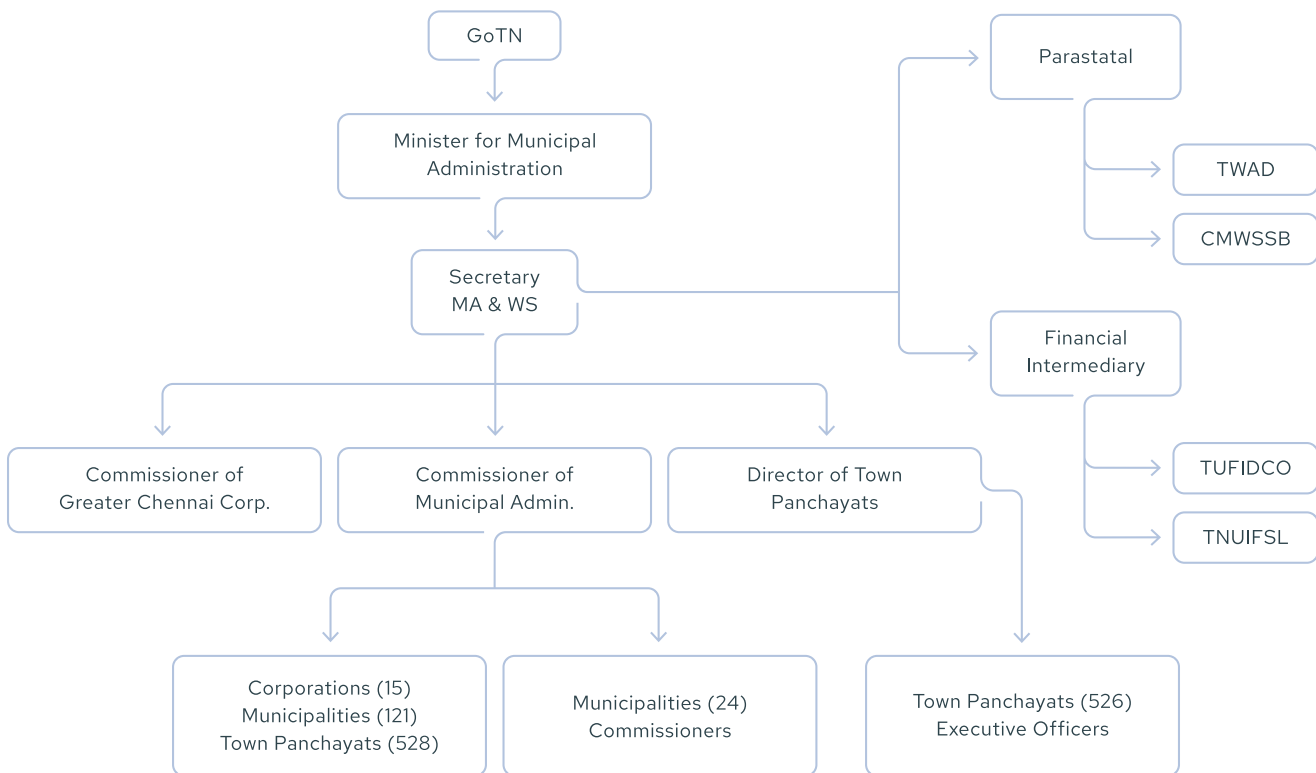 GoTN
Minister for Municipal
Administration
Secretary
MA & WS
Parastatal
TWAD
CMWSSB
Financial
Intermediary
TUFIDCO
TNUIFSL
Commissioner of
Greater Chennai Corp.
Commissioner of
Municipal Admin.
Director of Town
Panchayats
Corporations (15)
Municipalities (121)
Town Panchayats (528)
Municipalities (24)
Commissioners
Town Panchayats (526)
Executive Officers